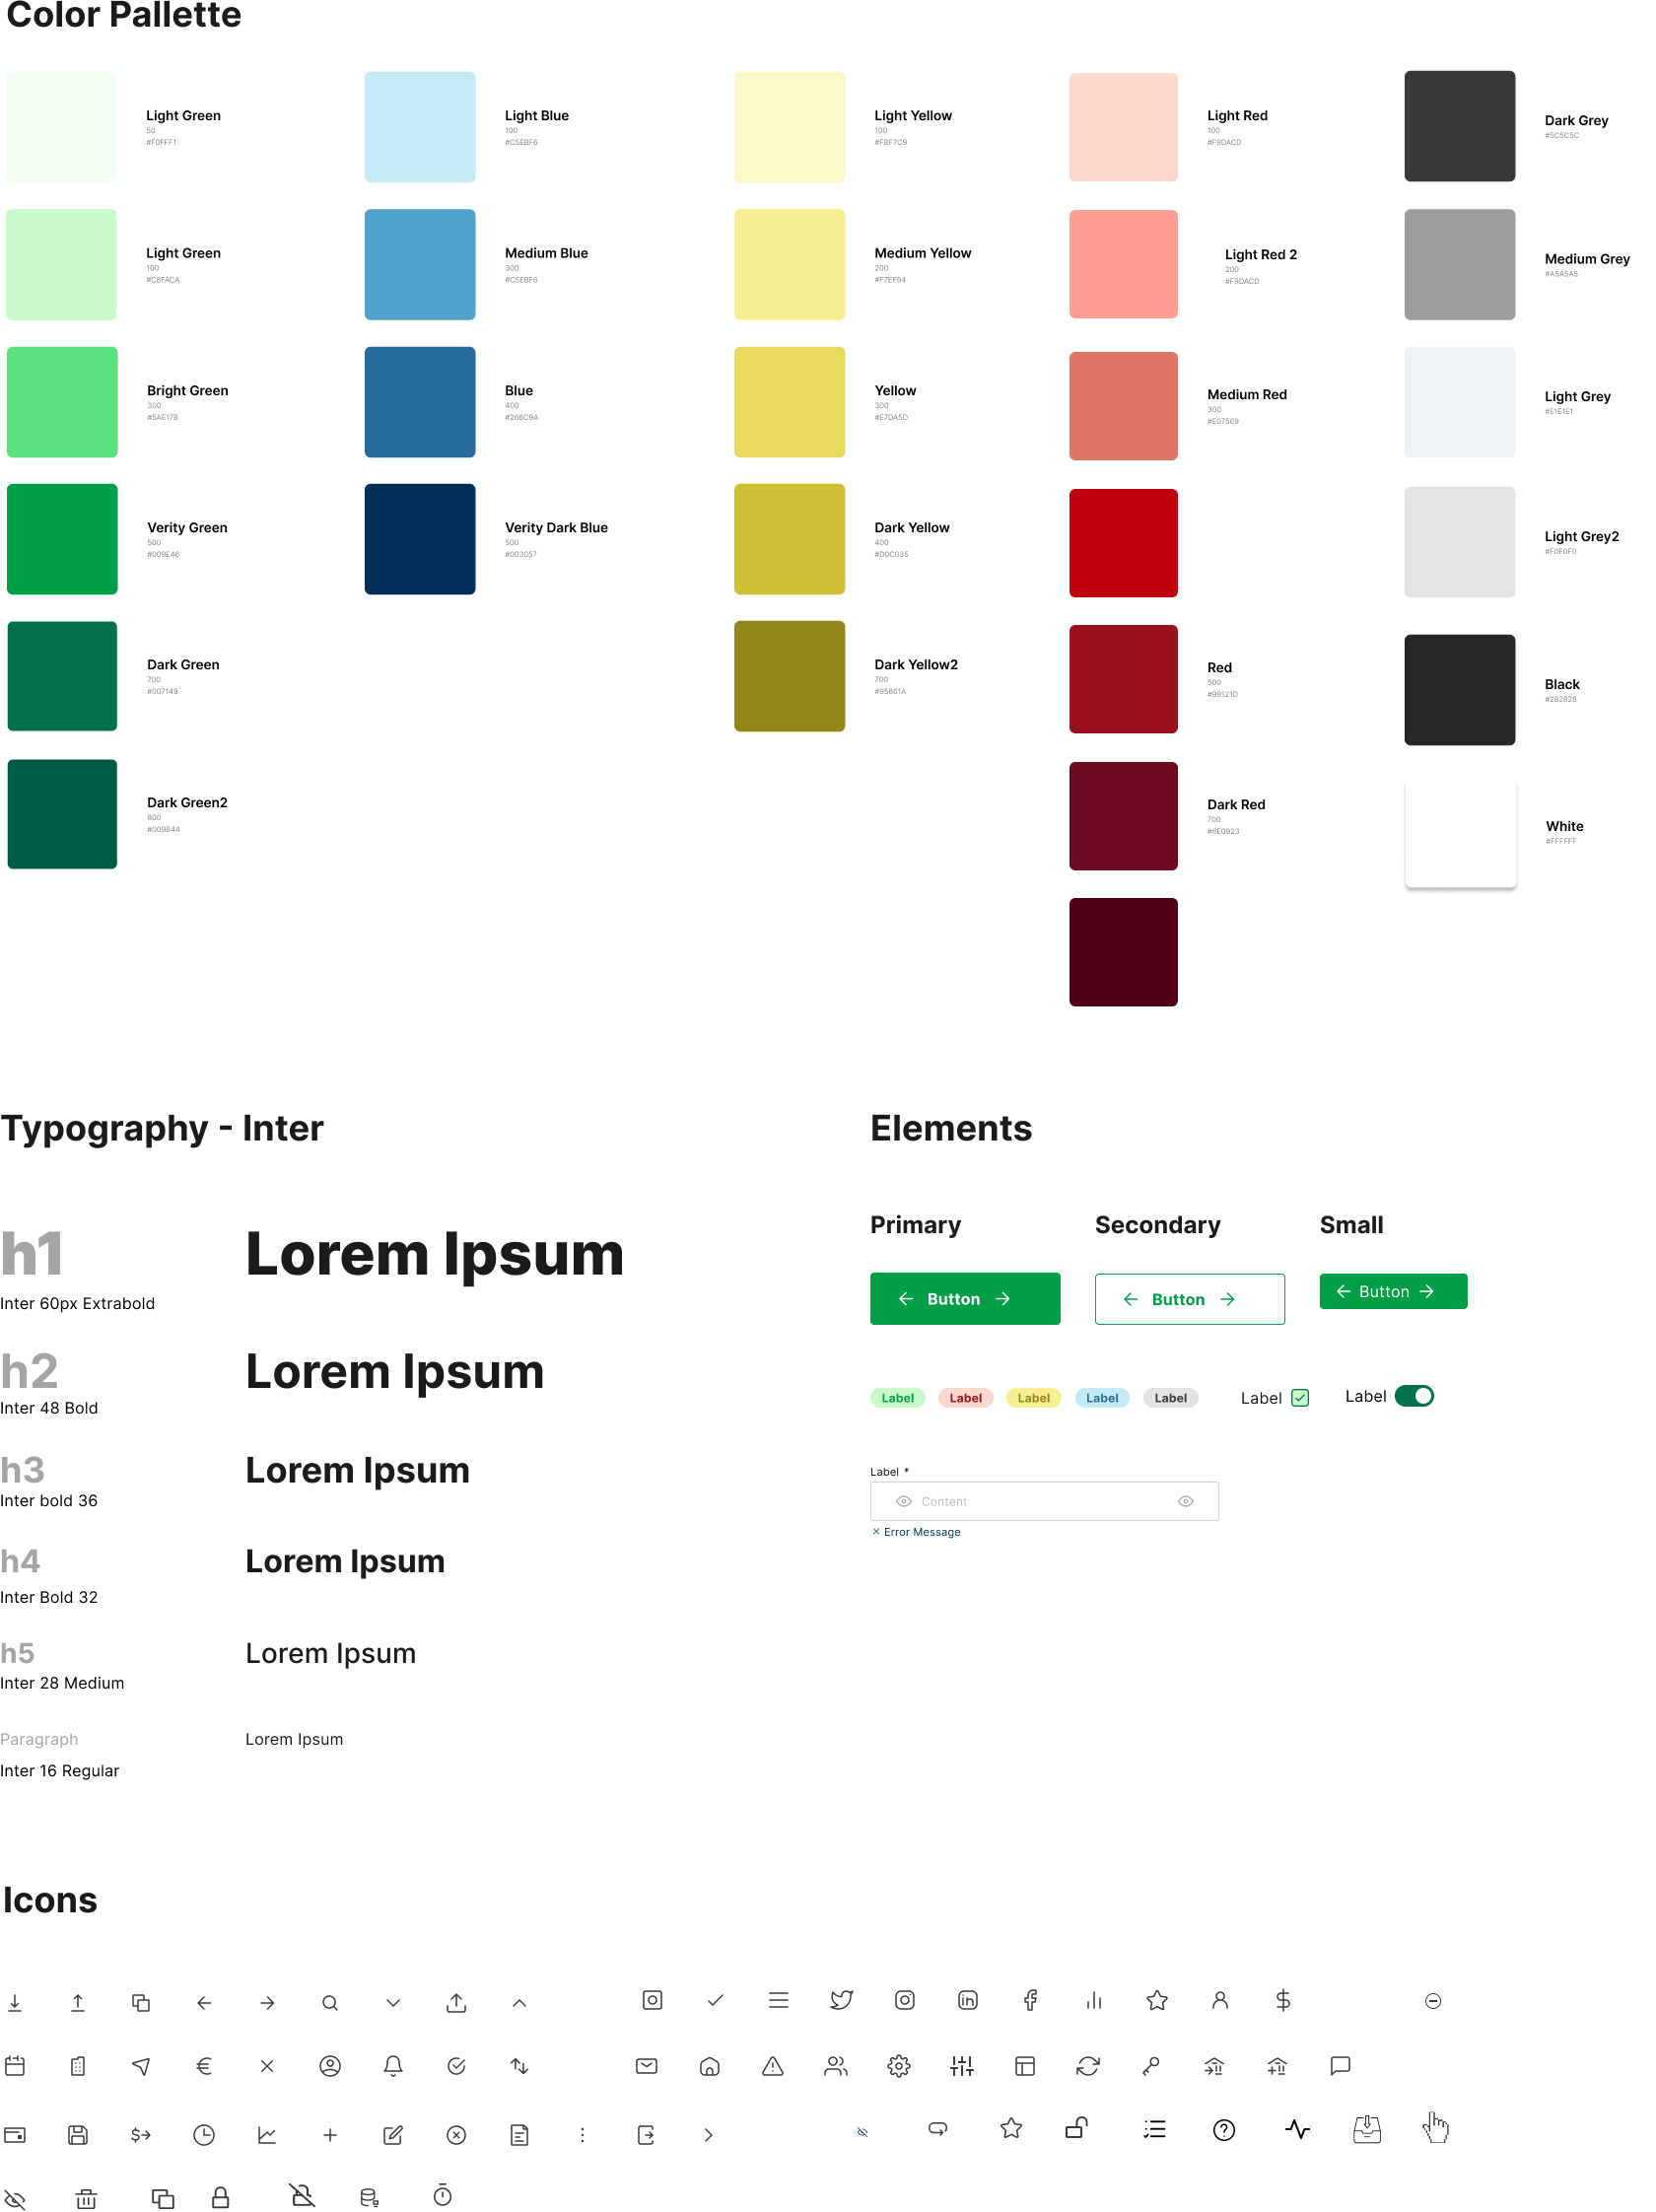 Color Pallette
Light Green
50
#F0FFF1
Light Blue
100
#C5EBF6
Light Yellow
100
#FBF7C9
Light Red
100
#F9DACD
Dark Grey
#5C5C5C
Light Green
100
#C8FACA
Medium Blue
300
#C5EBF6
Medium Yellow
200
#F7EF94
Light Red 2
200
#F9DACD
Medium Grey
#A5A5A5
Bright Green
300
#5AE17B
Blue
400
#266C9A
Yellow
300
#E7DA5D
Medium Red
300
#E07569
Light Grey
#E1E1E1
Verity Green
500
#009E46
Verity Dark Blue
500
#003057
Dark Yellow
400
#D0C035
Light Grey2
#F0F0F0
Dark Green
700
#007149
Dark Yellow2
700
#95861A
Red
500
#99121D
Black
#282828
Dark Green2
800
#009B44
Dark Red
700
#6E0923
White
#FFFFFF
Typography - Inter
h1
Lorem Ipsum
Inter 60px Extrabold
h2
Lorem Ipsum
Inter 48 Bold
h3
Lorem Ipsum
Inter bold 36
h4
Lorem Ipsum
Inter Bold 32
h5
Lorem Ipsum
Inter 28 Medium
Paragraph
Lorem Ipsum
Inter 16 Regular
Elements
Primary
Secondary
Small
Button
Button
Button
Label
Label
Label
Label
Label
Label
Label
Label *
Content
Error Message
Icons